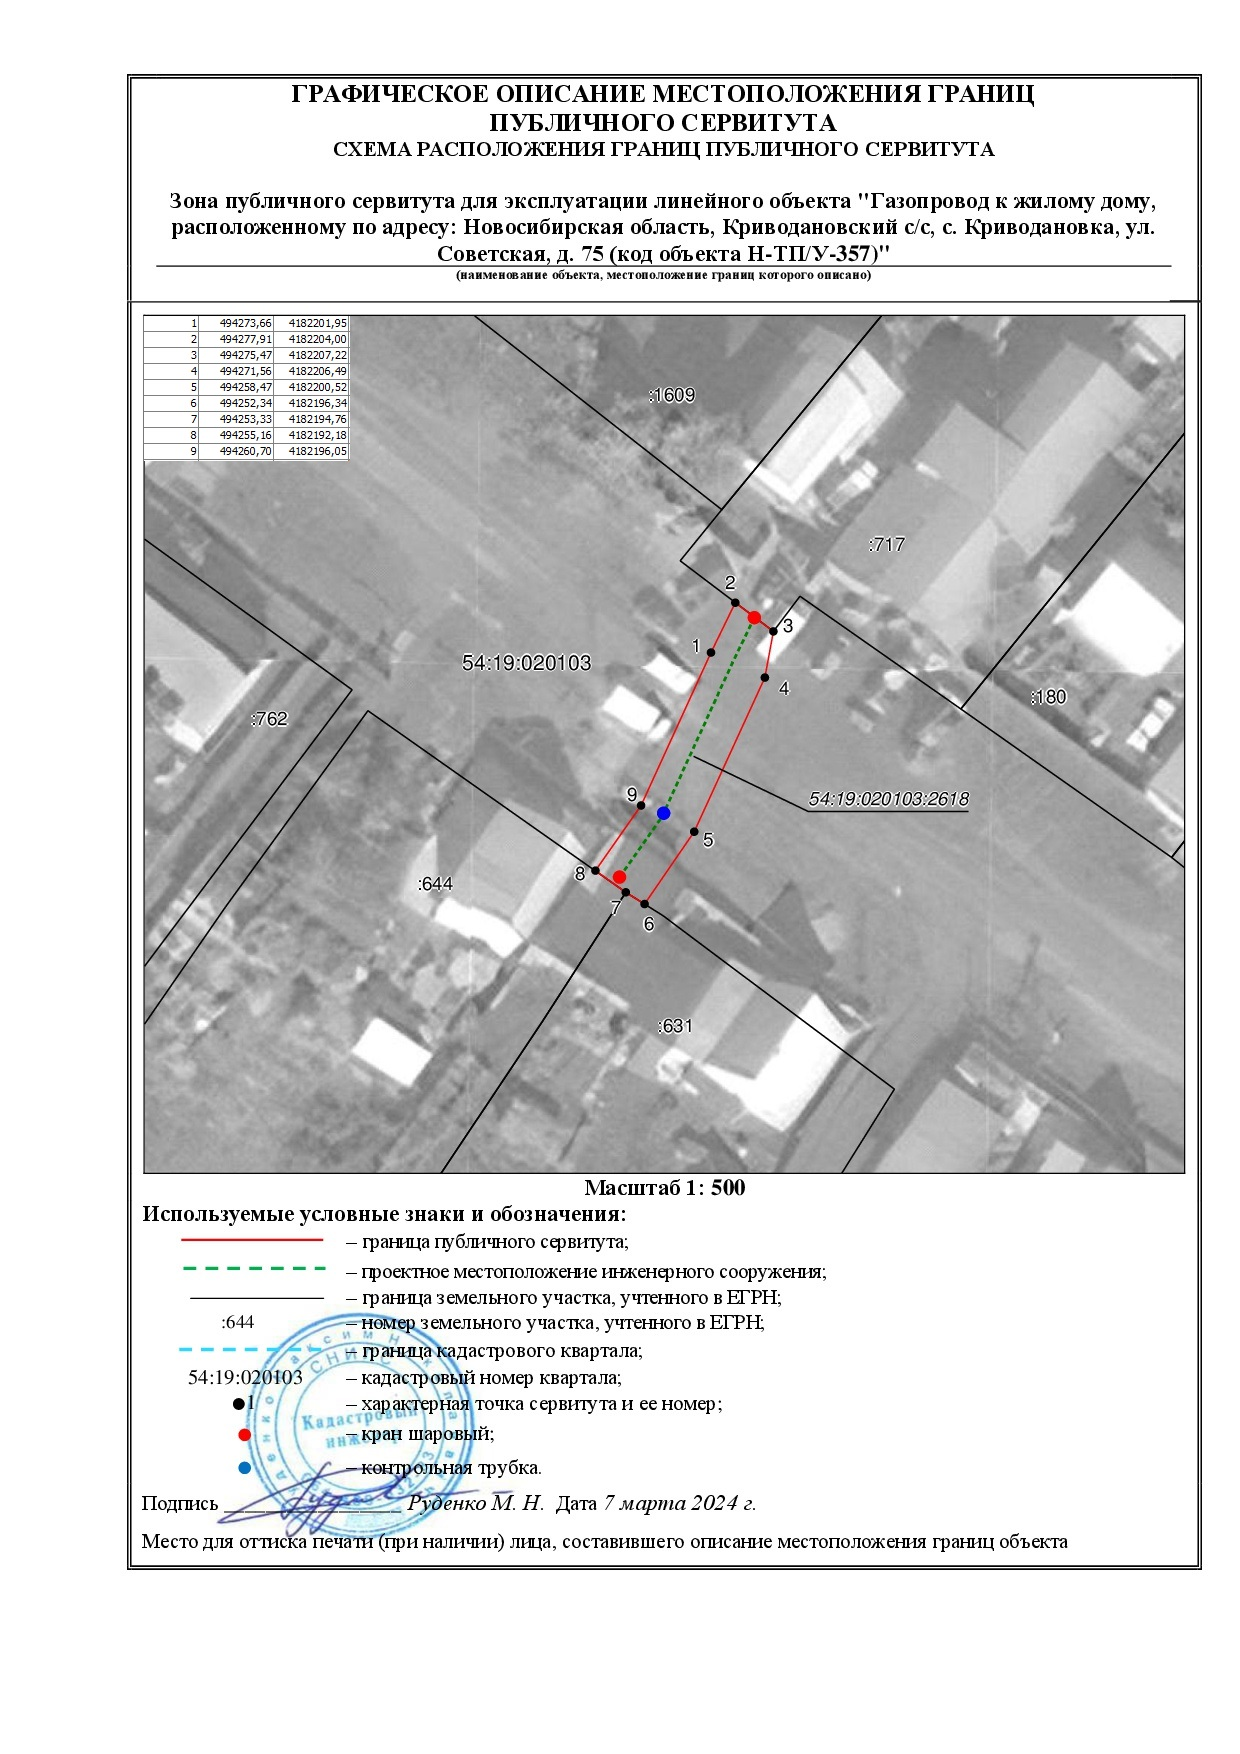 ГРАФИЧЕСКОЕ ОПИСАНИЕ МЕСТОПОЛОЖЕНИЯ ГРАНИЦ
ПУБЛИЧНОГО СЕРВИТУТА
СХЕМА РАСПОЛОЖЕНИЯ ГРАНИЦ ПУБЛИЧНОГО СЕРВИТУТА
Зона публичного сервитута для эксплуатации линейного объекта "Газопровод к жилому дому,
расположенному по адресу: Новосибирская область, Криводановский с/с, с. Криводановка, ул.
Советская, д. 75 (код объекта Н-ТП/У-357)"
(наименование объекта, местоположение границ которого описано)
1 494273,66 4182201,95
2 494277,91 4182204,00
3 494275,47 4182207,22
4 494271,56 4182206,49
5 494258,47 4182200,52
6 494252,34 4182196,34
7 494253,33 4182194,76
8 494255,16 4182192,18
9 494260,70 4182196,05
:1609
:717
2
3
1
54:19:020103
4
:180
:762
9
54:19:020103:2618
5
8
:644
7
6
:631
Масштаб 1: 500
Используемые условные знаки и обозначения:
– граница публичного сервитута;
– проектное местоположение инженерного сооружения;
– граница земельного участка, учтенного в ЕГРН;
:644 – номер земельного участка, учтенного в ЕГРН;
– граница кадастрового квартала;
54:19:020103 – кадастровый номер квартала;
1 – характерная точка сервитута и ее номер;
– кран шаровый;
– контрольная трубка.
Кадастровый
инженер
Подпись Руденко М. Н. Дата 7 марта 2024 г.
Место для оттиска печати (при наличии) лица, составившего описание местоположения границ объекта